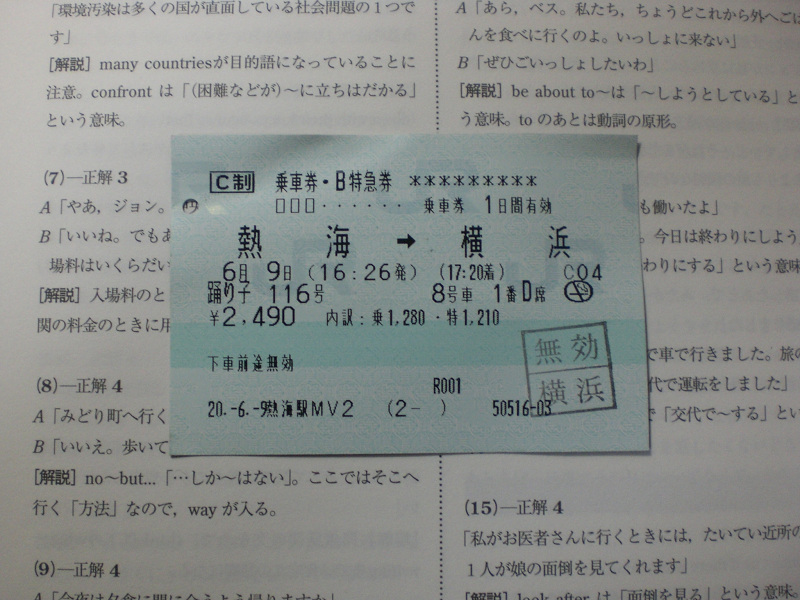 「環境汚染は多くの国が直面している社会問題の1つで
す」
[解説] many countriesが目的語になっていることに
注意。confront は「(困難などが)〜に立ちはだかる」
という意味。
(7)―正解 3
A「やあ，ジョン。
B「いいね。でもあ
場料はいくらだい
[解説] 入場料のと
関の料金のときに用
(8)―正解 4
A「みどり町へ行く
B「いいえ。歩いて
[解説] no〜but...「…しか〜はない」。ここではそこへ
行く「方法」なので，way が入る。
(9)―正解 4
A「あら，ベス。私たち，ちょうどこれから外へごは
んを食べに行くのよ。いっしょに来ない」
B「ぜひごいっしょしたいわ」
[解説] be about to〜は「〜しようとしている」と
う意味。to のあとは動詞の原形。
も働いたよ」
。今日は終わりにしよう
わりにする」という意味
で車で行きました。旅の
代で運転をしました」
で「交代で〜する」とい
(15)―正解 4
「私がお医者さんに行くときには，たいてい近所の
1人が娘の面倒を見てくれます」
[解説] look after は「面倒を見る」という意味。
C制 乗車券・B特急券 *********
□□□・・・・・・ 乗車券 1日間有効
熱海 → 横浜
6月 9日 (16:26発) (17:20着) C04
踊り子 116号 8号車 1番D席
¥2,490 内訳:乗1,280・特1,210
下車前途無効
R001
20.-6.-9熱海駅MV2 (2- ) 50516-03
無効
横浜